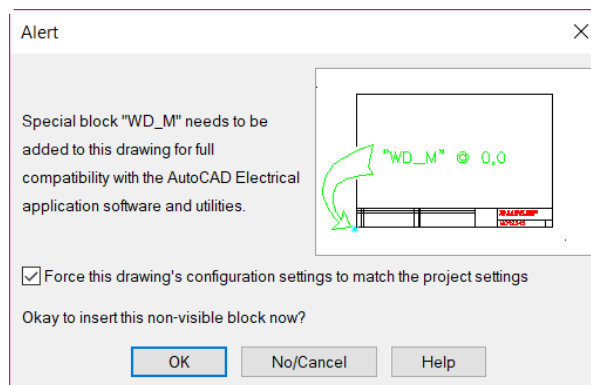 Alert
Special block "WD_M" needs to be
added to this drawing for full
compatibility with the AutoCAD Electrical
application software and utilities.
"WD_M" @ 0,0
Force this drawing's configuration settings to match the project settings
Okay to insert this non-visible block now?
OK
No/Cancel
Help